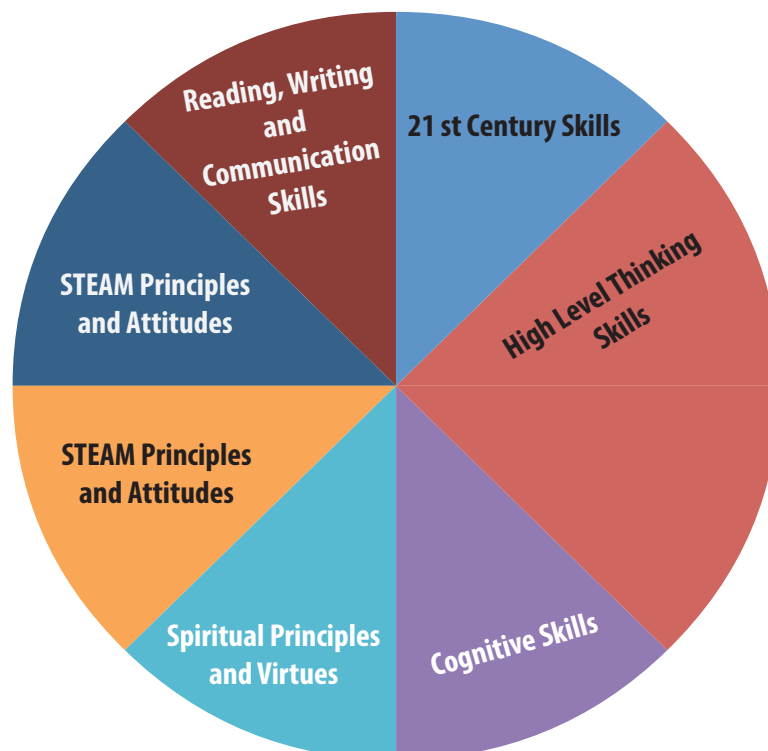 Reading, Writing
and
Communication
Skills
21 st Century Skills
High Level Thinking
Skills
STEAM Principles
and Attitudes
STEAM Principles
and Attitudes
Spiritual Principles
and Virtues
Cognitive Skills